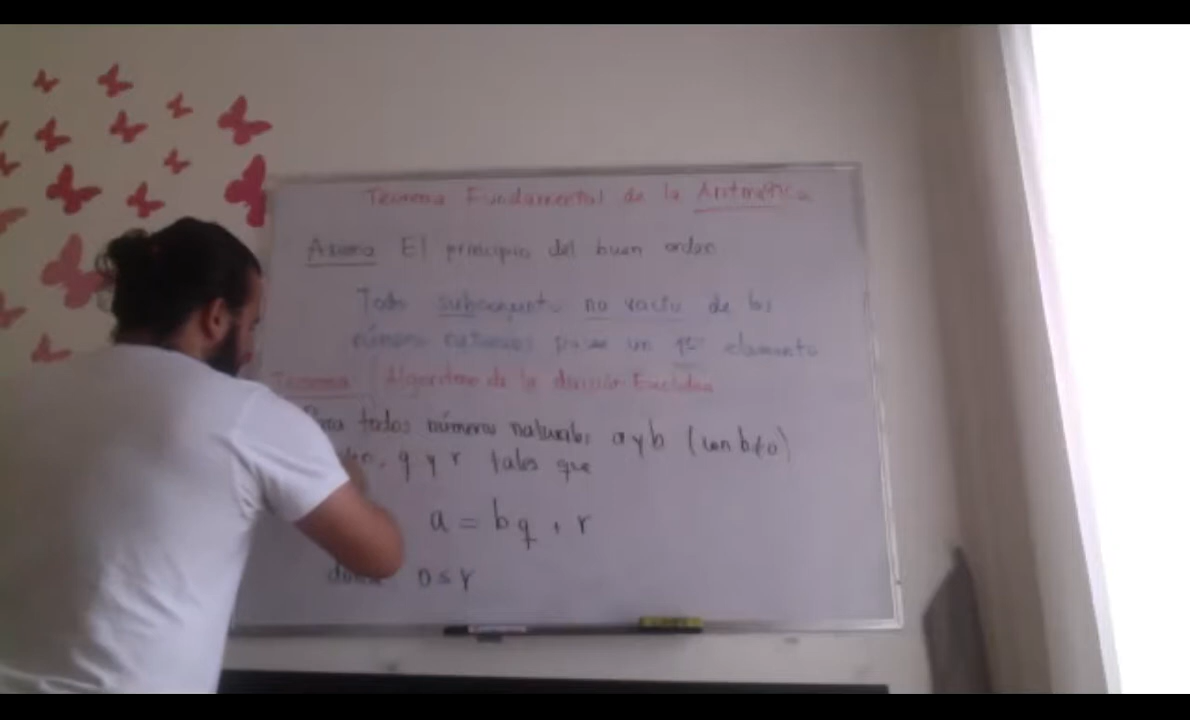 Teorema Fundamental de la Aritmética
Asuma El principio del buen orden
Todo subconjunto no vacío de los
números naturales posee un 1er elemento
Teorema Algoritmo de la división Euclidea
Para todos números naturales a y b (con b≠0)
q y r tales que
a = bq + r
donde 0 ≤ r